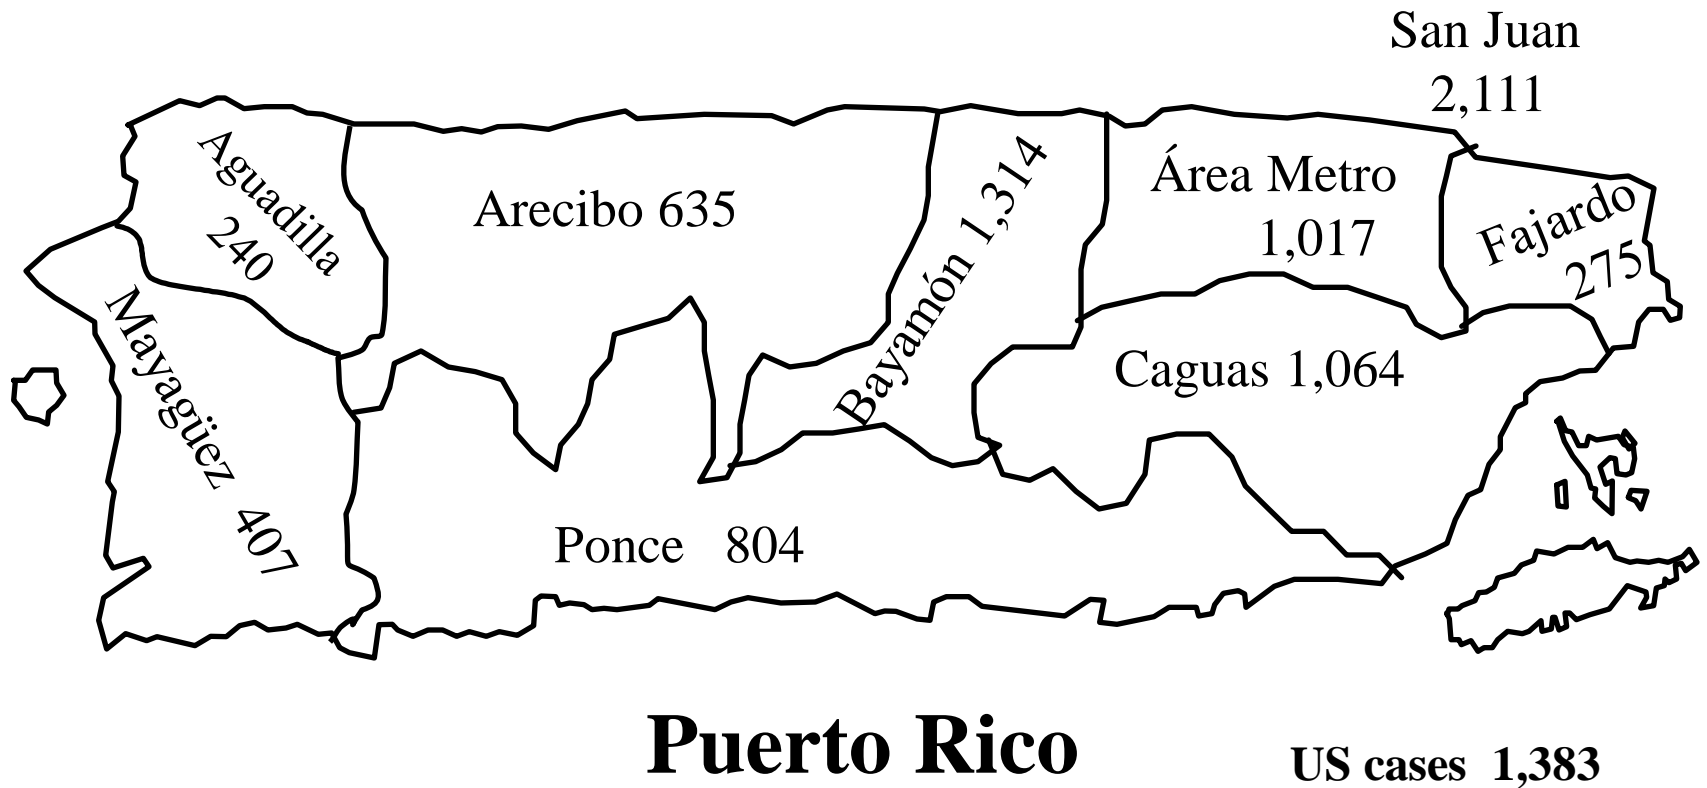 San Juan
2,111
Aguadilla
240
Arecibo 635
Bayamón 1,314
Área Metro
1,017
Fajardo
275
Mayagüez 407
Caguas 1,064
Ponce 804
Puerto Rico
US cases 1,383